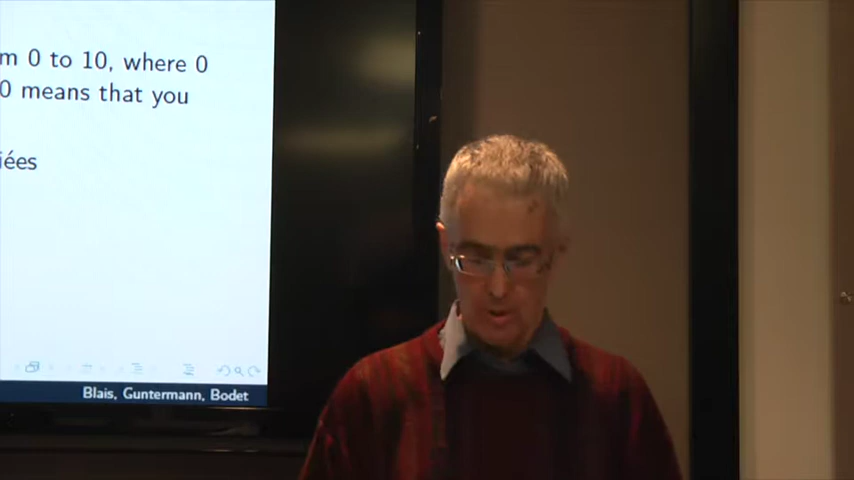 m 0 to 10, where 0
0 means that you
iées
Blais, Guntermann, Bodet